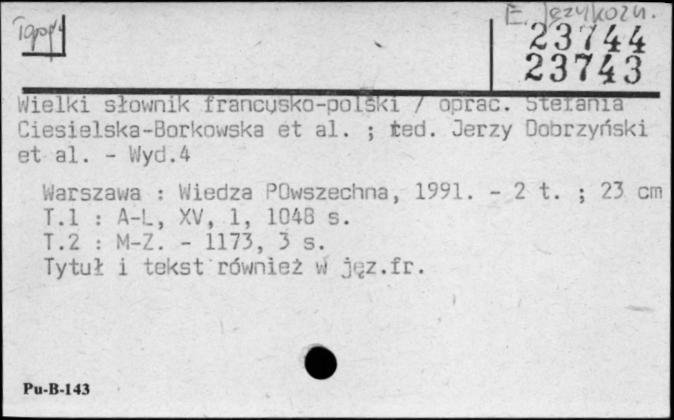 E. Językozn.
23744
23743
Wielki słownik francusko-polski / oprac. Stefania
Ciesielska-Borkowska et al. ; red. Jerzy Dobrzyński
et al. - Wyd.4
Warszawa : Wiedza POwszechna, 1991. - 2 t. ; 23 cm
T.1 : A-L, XV, 1, 1048 s.
T.2 : M-Z. - 1173, 3 s.
Tytuł i tekst również w jęz.fr.
Pu-B-143